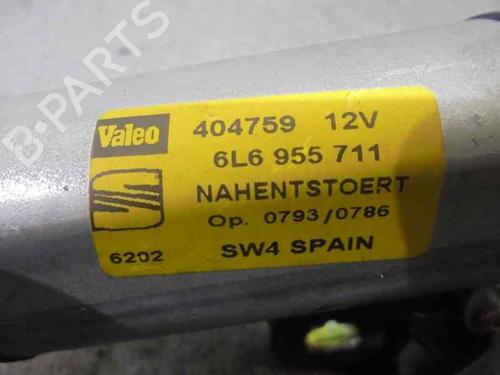 B-PARTS
Valeo 404759 12V
6L6 955 711
NAHENTSTOERT
Op. 0793/0786
6202 SW4 SPAIN